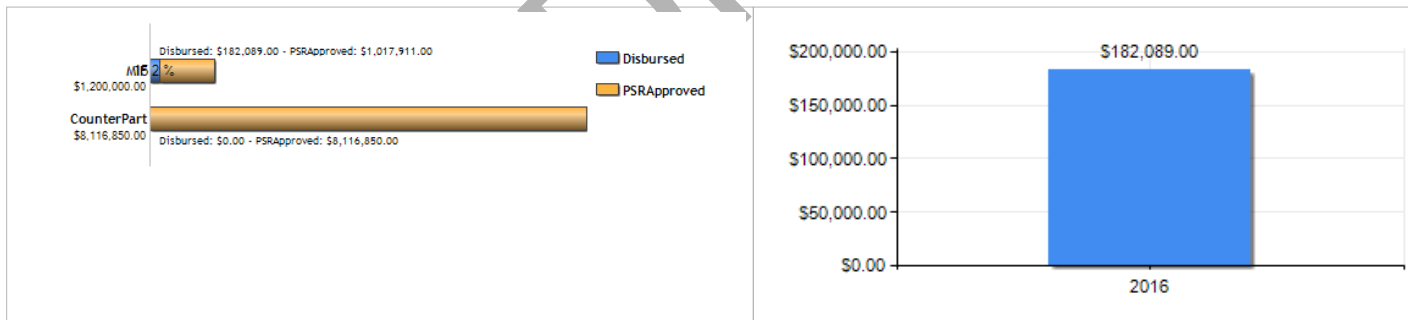 Disbursed: $182,089.00 - PSRApproved: $1,017,911.00
MIF
2 %
$1,200,000.00
CounterPart
$8,116,850.00
Disbursed: $0.00 - PSRApproved: $8,116,850.00
Disbursed
PSRApproved
$200,000.00
$182,089.00
$150,000.00
$100,000.00
$50,000.00
$0.00
2016